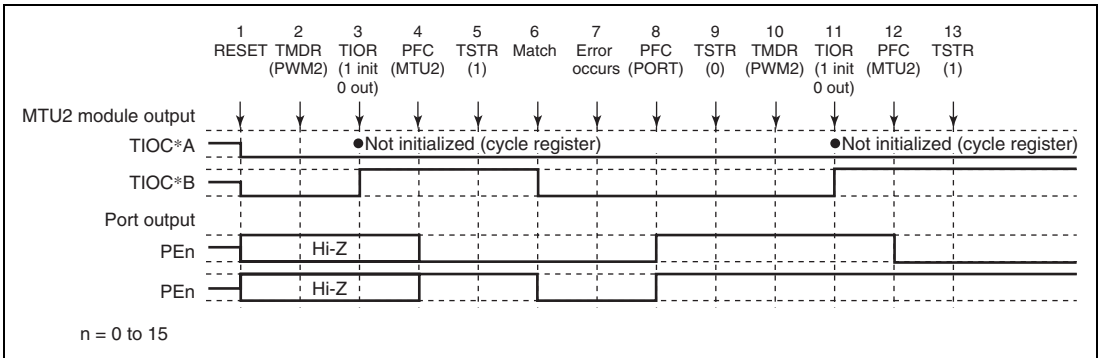 1 2 3 4 5 6 7 8 9 10 11 12 13
RESET TMDR TIOR PFC TSTR Match Error PFC TSTR TMDR TIOR PFC TSTR
(PWM2) (1 init (MTU2) (1) occurs (PORT) (0) (PWM2) (1 init (MTU2) (1)
0 out) 0 out)
MTU2 module output
TIOC*A ●Not initialized (cycle register) ●Not initialized (cycle register)
TIOC*B
Port output
PEn Hi-Z
PEn Hi-Z
n = 0 to 15